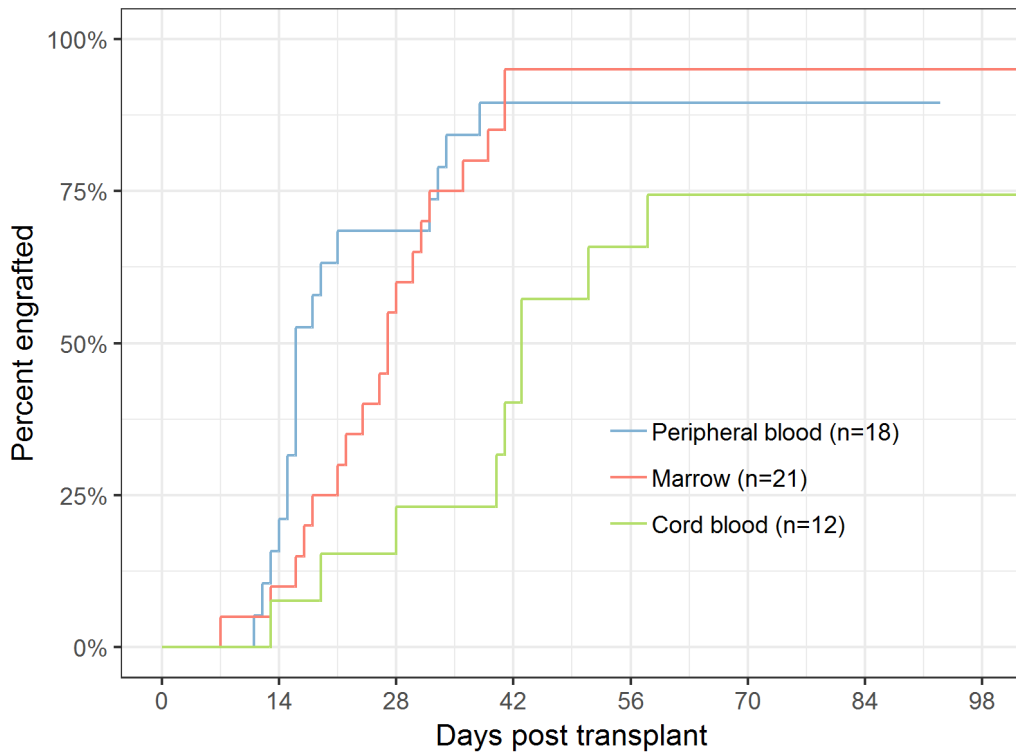 100%
75%
50%
25%
0%
Percent engrafted
Peripheral blood (n=18)
Marrow (n=21)
Cord blood (n=12)
0 14 28 42 56 70 84 98
Days post transplant